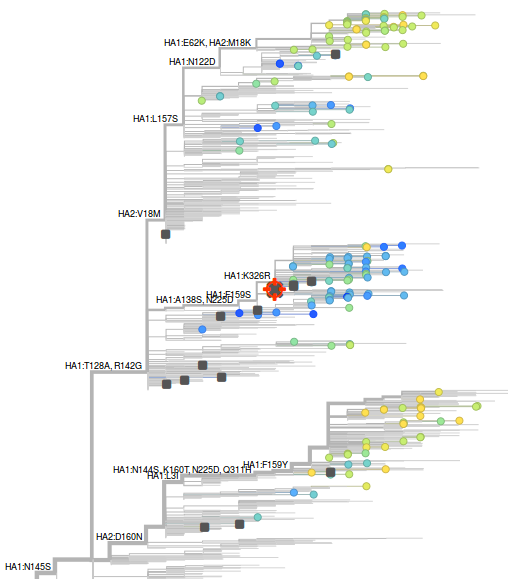 HA1:E62K, HA2:M18K
HA1:N122D
HA1:L157S
HA2:V18M
HA1:K326R
HA1:F159S
HA1:A138S, N225D
HA1:T128A, R142G
HA1:F159Y
HA1:N144S, K160T, N225D, Q311H
HA1:L3I
HA2:D160N
HA1:N145S